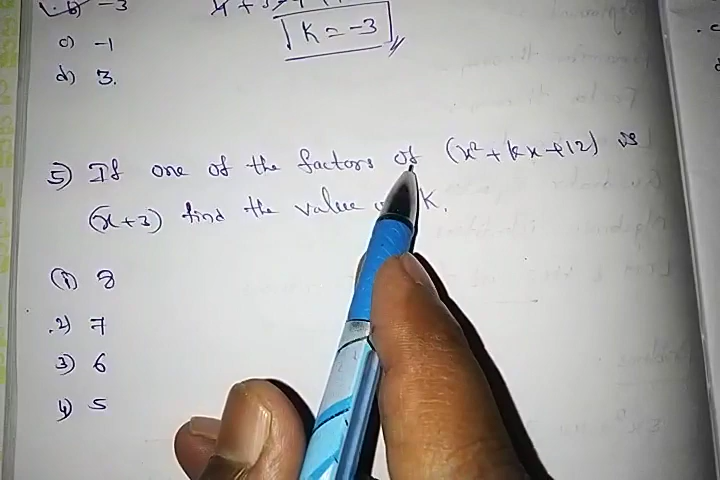 b) -3
c) -1
d) 3.
K = -3
5) If one of the factors of (x² + kx + 12) is
(x+3) find the value K.
(1) 8
2) 7
3) 6
4) 5